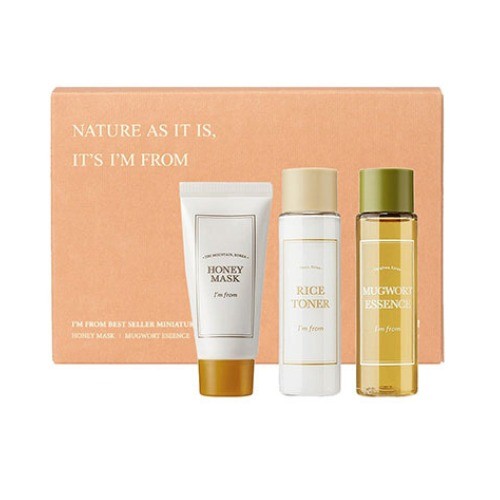 NATURE AS IT IS,
IT'S I'M FROM
HONEY
MASK
I'm from
RICE
TONER
I'm from
MUGWORT
ESSENCE
I'm from
I'M FROM BEST SELLER MINIATUR
HONEY MASK | MUGWORT ESSENCE